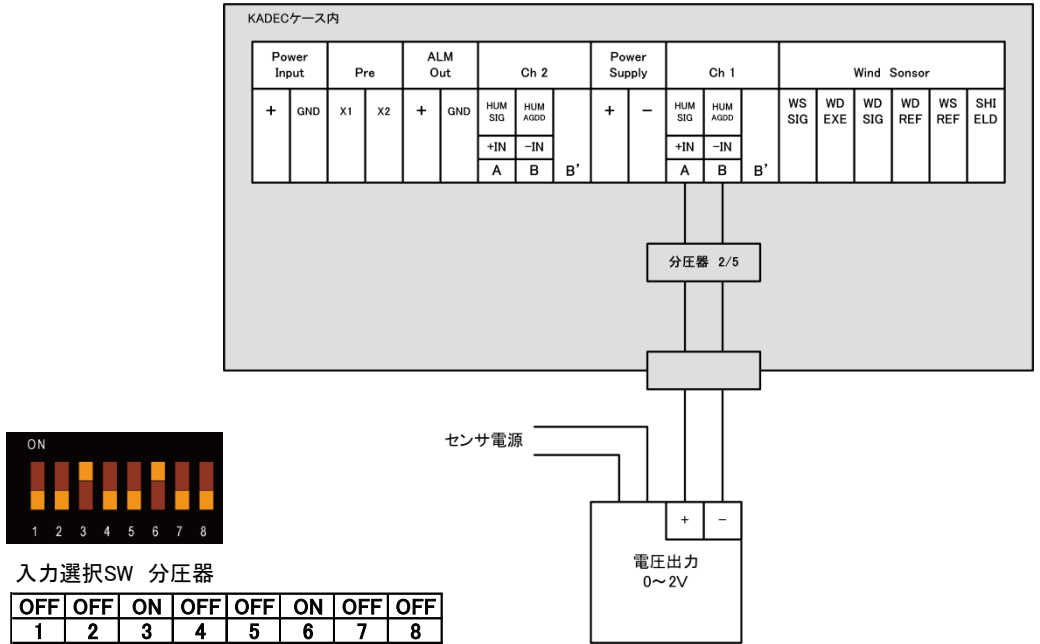 KADECケース内
Power Input Pre ALM Out Ch 2 Power Supply Ch 1 Wind Sonsor
+ GND X1 X2 + GND HUM SIG HUM AGDD + − HUM SIG HUM AGDD WS SIG WD EXE WD SIG WD REF WS REF SHI ELD
+IN −IN +IN −IN
A B B’ A B B’
分圧器 2/5
センサ電源
+ −
電圧出力
0～2V
ON
1 2 3 4 5 6 7 8
入力選択SW 分圧器
OFF OFF ON OFF OFF ON OFF OFF
1 2 3 4 5 6 7 8